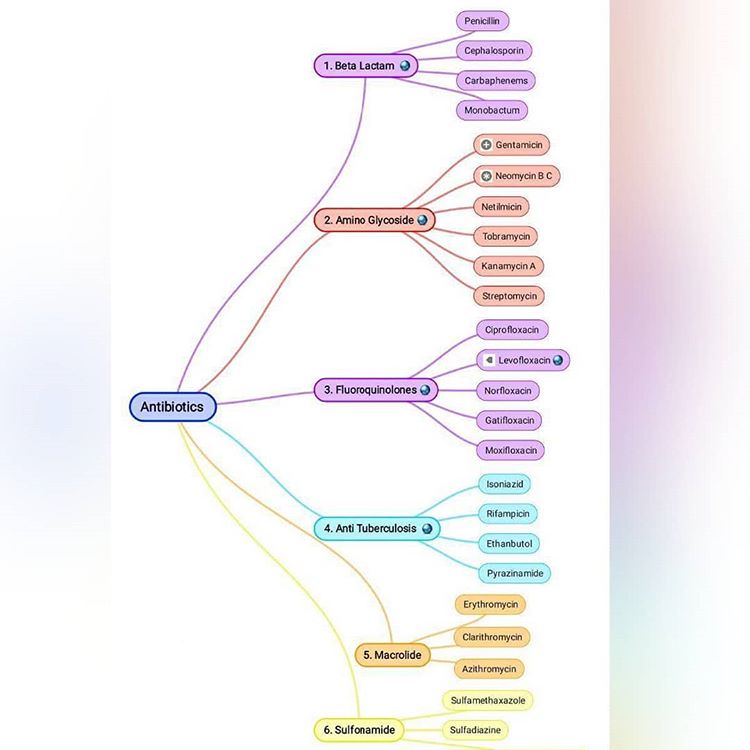 Antibiotics
1. Beta Lactam
Penicillin
Cephalosporin
Carbaphenems
Monobactum
2. Amino Glycoside
Gentamicin
Neomycin B C
Netilmicin
Tobramycin
Kanamycin A
Streptomycin
3. Fluoroquinolones
Ciprofloxacin
Levofloxacin
Norfloxacin
Gatifloxacin
Moxifloxacin
4. Anti Tuberculosis
Isoniazid
Rifampicin
Ethanbutol
Pyrazinamide
5. Macrolide
Erythromycin
Clarithromycin
Azithromycin
6. Sulfonamide
Sulfamethaxazole
Sulfadiazine